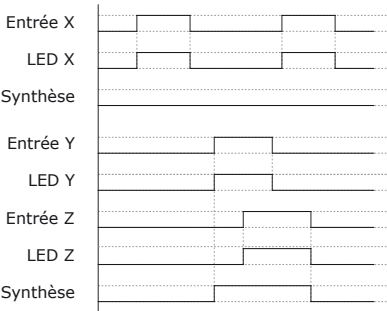 Entrée X
LED X
Synthèse
Entrée Y
LED Y
Entrée Z
LED Z
Synthèse